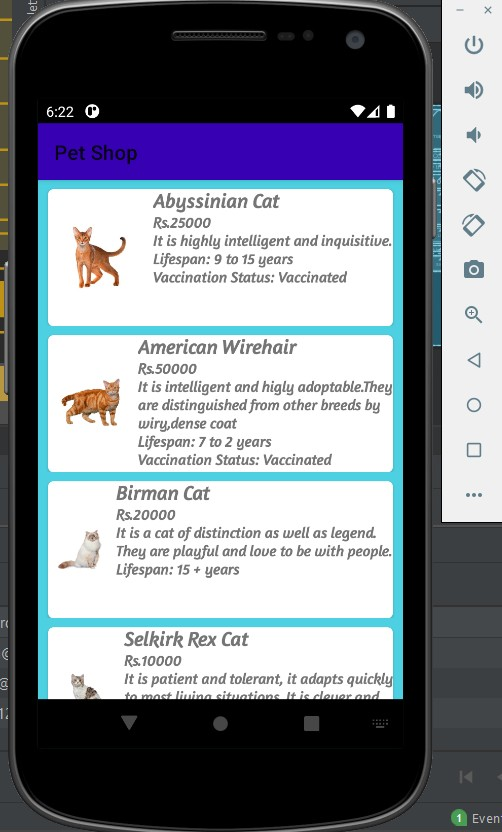 let
6:22
Pet Shop
Abyssinian Cat
Rs.25000
It is highly intelligent and inquisitive.
Lifespan: 9 to 15 years
Vaccination Status: Vaccinated
American Wirehair
Rs.50000
It is intelligent and higly adoptable.They
are distinguished from other breeds by
wiry,dense coat
Lifespan: 7 to 2 years
Vaccination Status: Vaccinated
Birman Cat
Rs.20000
It is a cat of distinction as well as legend.
They are playful and love to be with people.
Lifespan: 15 + years
Selkirk Rex Cat
Rs.10000
It is patient and tolerant, it adapts quickly
to most living situations. It is clever and
1 Even